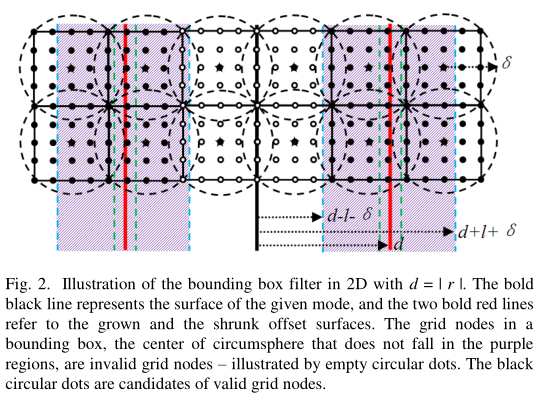 δ
d-l- δ
d+l+ δ
d
Fig. 2. Illustration of the bounding box filter in 2D with d = | r |. The bold
black line represents the surface of the given mode, and the two bold red lines
refer to the grown and the shrunk offset surfaces. The grid nodes in a
bounding box, the center of circumsphere that does not fall in the purple
regions, are invalid grid nodes – illustrated by empty circular dots. The black
circular dots are candidates of valid grid nodes.